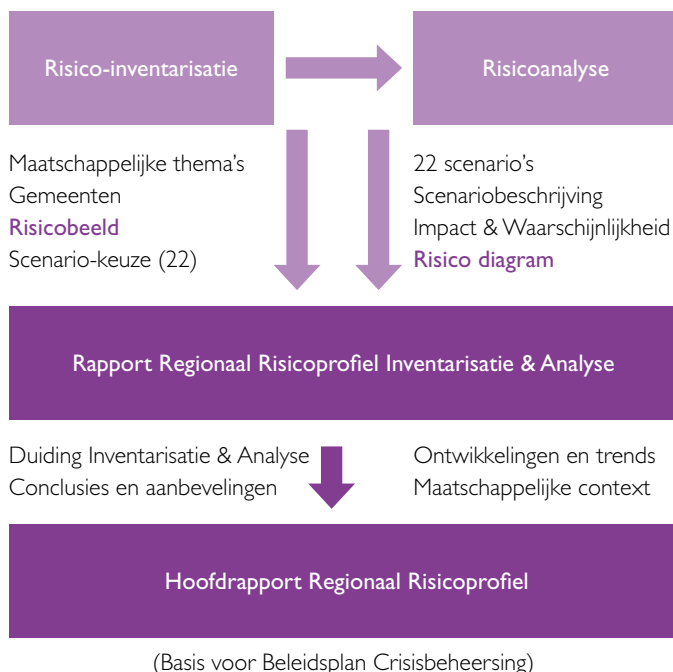 Risico-inventarisatie
Risicoanalyse
Maatschappelijke thema's
Gemeenten
Risicobeeld
Scenario-keuze (22)
22 scenario's
Scenariobeschrijving
Impact & Waarschijnlijkheid
Risico diagram
Rapport Regionaal Risicoprofiel Inventarisatie & Analyse
Duiding Inventarisatie & Analyse
Conclusies en aanbevelingen
Ontwikkelingen en trends
Maatschappelijke context
Hoofdrapport Regionaal Risicoprofiel
(Basis voor Beleidsplan Crisisbeheersing)